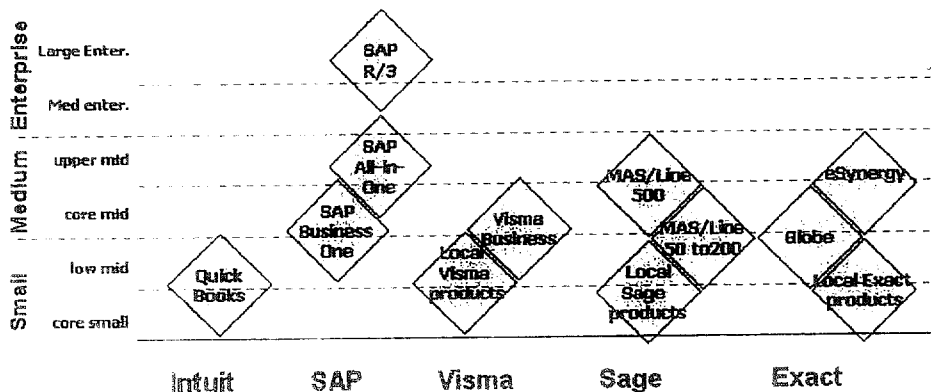 Enterprise
Medium
Small
Large Enter.
Med enter.
upper mid
core mid
low mid
core small
SAP
R/3
SAP
All-in-
One
SAP
Business
One
Quick
Books
Visma
Business
Local
Visma
products
MAS/Line
500
MAS/Line
50 to200
Local
Sage
products
eSynergy
Globe
Local Exact
products
Intuit
SAP
Visma
Sage
Exact